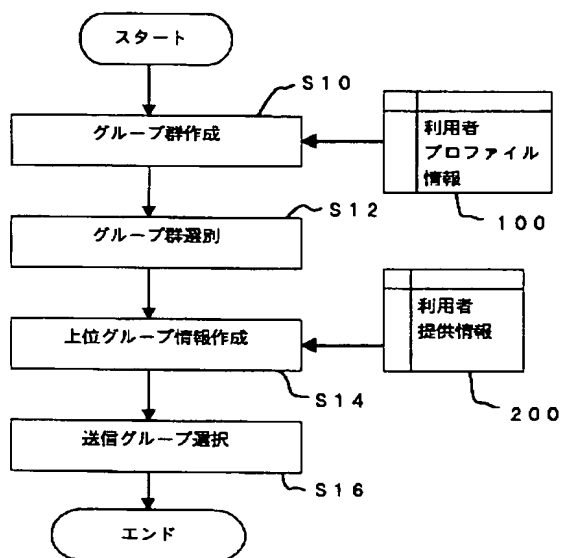 スタート
S10
グループ群作成
利用者
プロファイル
情報
100
S12
グループ群選別
上位グループ情報作成
利用者
提供情報
S14
200
送信グループ選択
S16
エンド